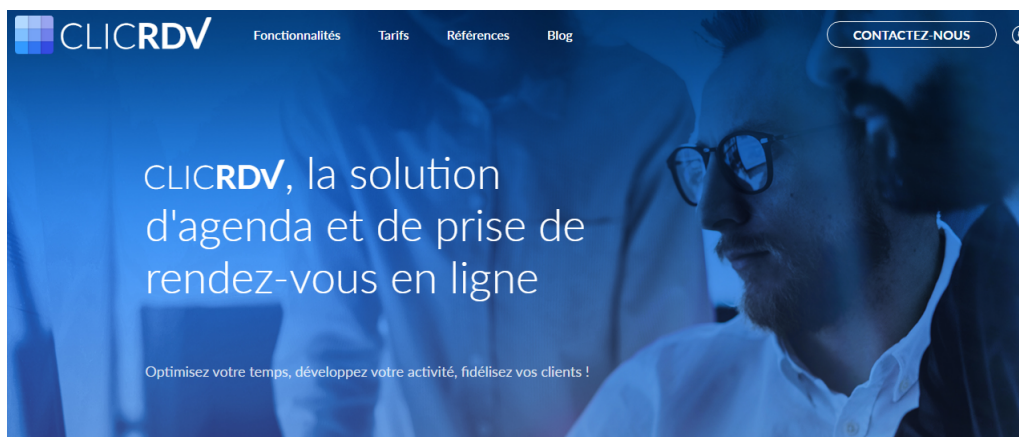 CLICRDV
Fonctionnalités Tarifs Références Blog
CONTACTEZ-NOUS
CLICRDV, la solution
d'agenda et de prise de
rendez-vous en ligne
Optimisez votre temps, développez votre activité, fidélisez vos clients !